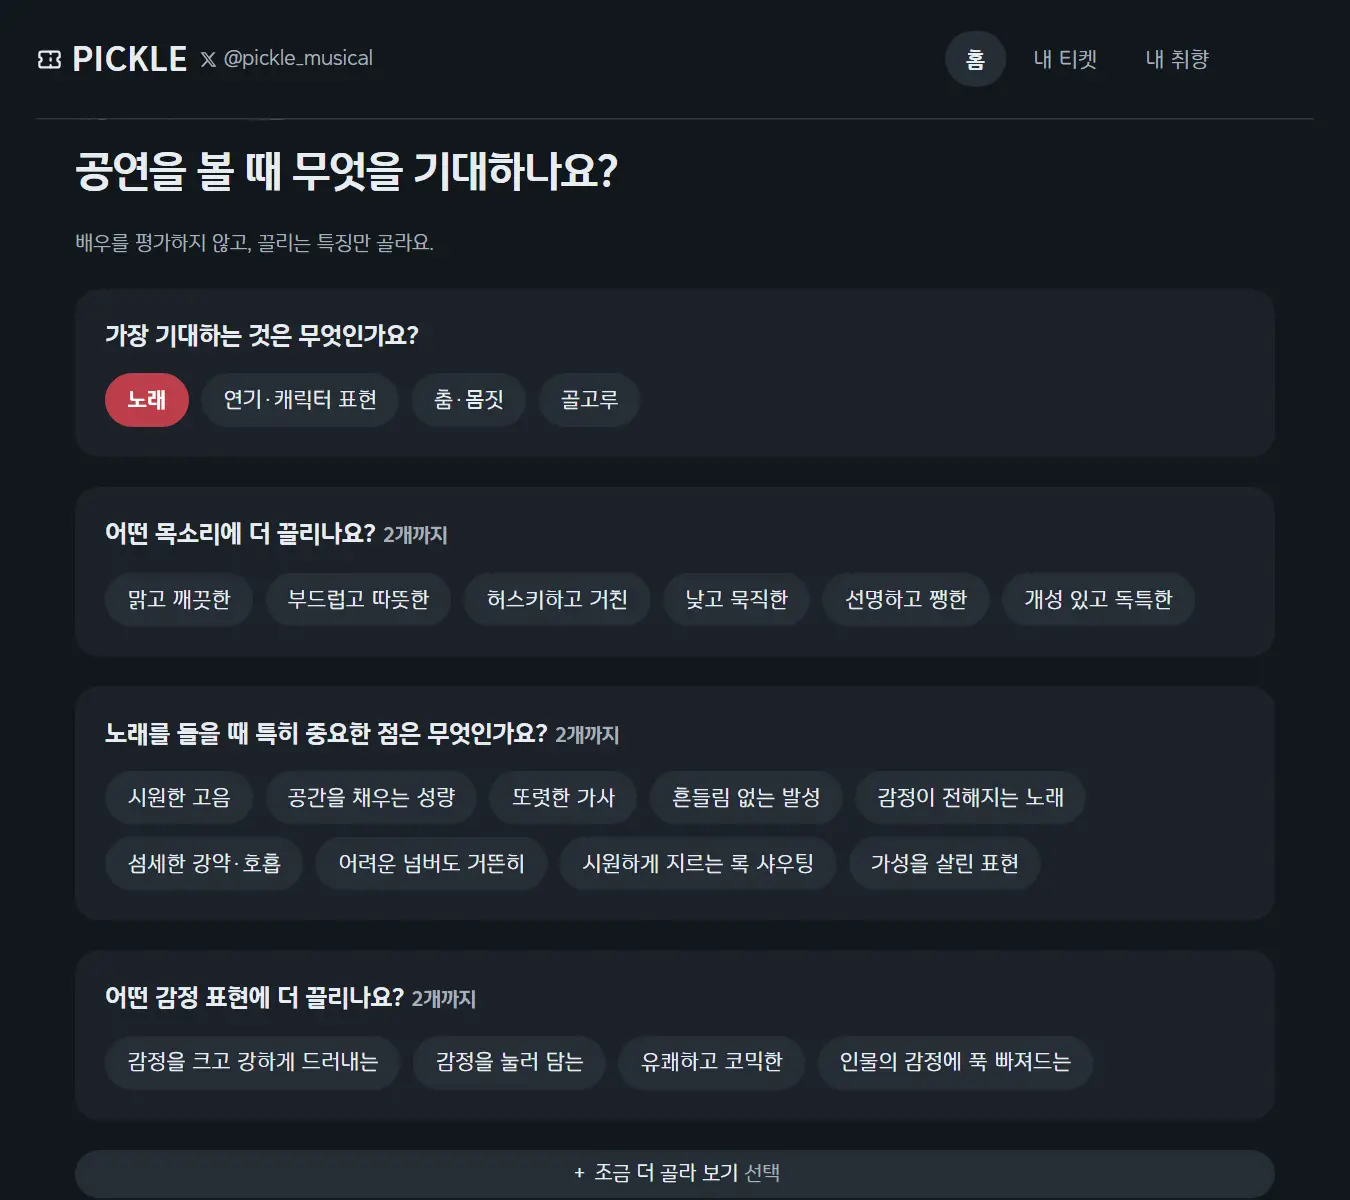 PICKLE 𝕏 @pickle_musical 홈 내 티켓 내 취향
공연을 볼 때 무엇을 기대하나요?
배우를 평가하지 않고, 끌리는 특징만 골라요.
가장 기대하는 것은 무엇인가요?
노래 연기·캐릭터 표현 춤·몸짓 골고루
어떤 목소리에 더 끌리나요? 2개까지
맑고 깨끗한 부드럽고 따뜻한 허스키하고 거친 낮고 묵직한 선명하고 쨍한 개성 있고 독특한
노래를 들을 때 특히 중요한 점은 무엇인가요? 2개까지
시원한 고음 공간을 채우는 성량 또렷한 가사 흔들림 없는 발성 감정이 전해지는 노래
섬세한 강약·호흡 어려운 넘버도 거뜬히 시원하게 지르는 록 샤우팅 가성을 살린 표현
어떤 감정 표현에 더 끌리나요? 2개까지
감정을 크고 강하게 드러내는 감정을 눌러 담는 유쾌하고 코믹한 인물의 감정에 푹 빠져드는
+ 조금 더 골라 보기 선택